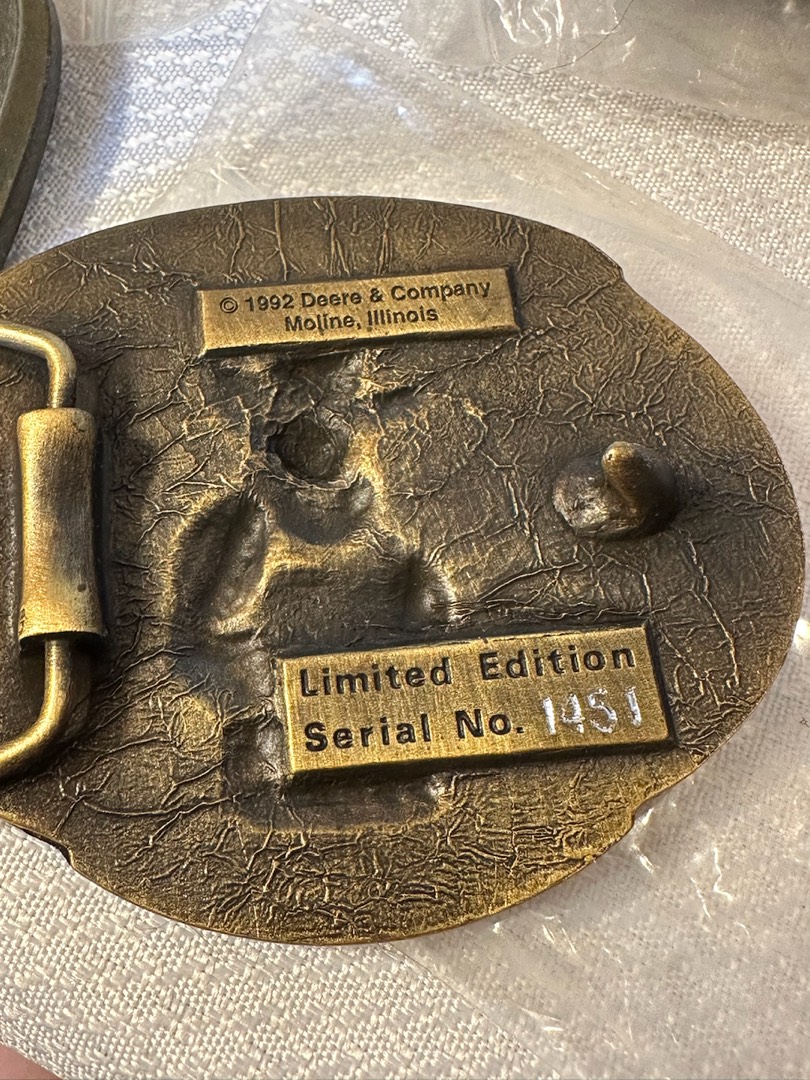 © 1992 Deere & Company
Moline, Illinois
Limited Edition
Serial No. 1451